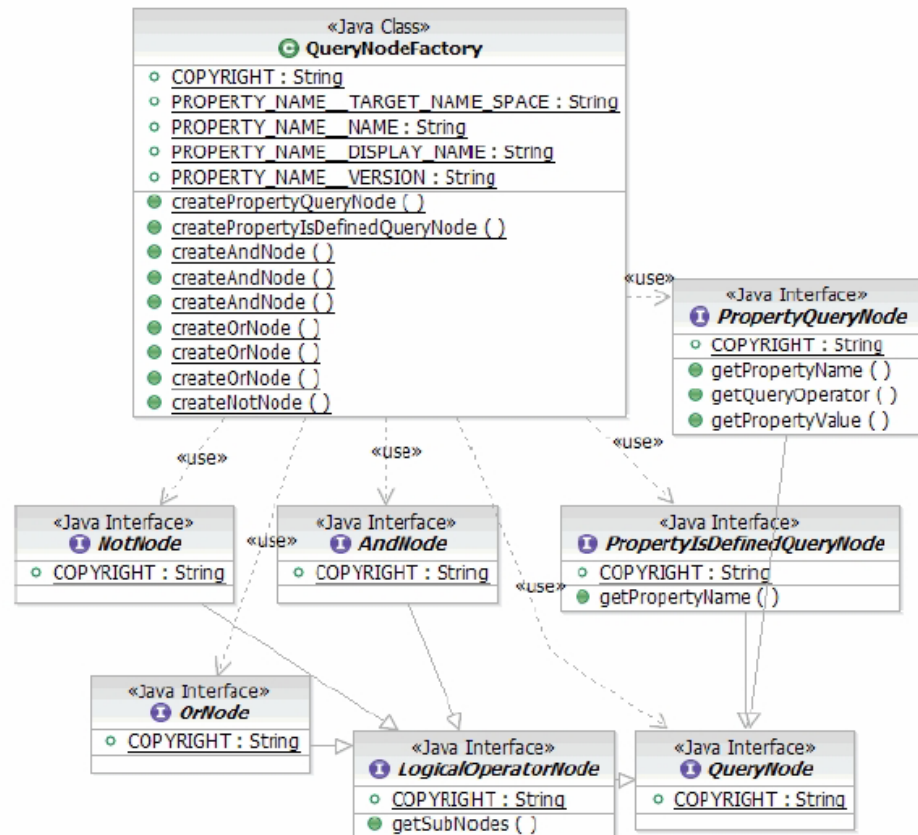 «Java Class»
QueryNodeFactory
COPYRIGHT : String
PROPERTY_NAME__TARGET_NAME_SPACE : String
PROPERTY_NAME__NAME : String
PROPERTY_NAME__DISPLAY_NAME : String
PROPERTY_NAME__VERSION : String
createPropertyQueryNode ( )
createPropertyIsDefinedQueryNode ( )
createAndNode ( )
createAndNode ( )
createAndNode ( )
createOrNode ( )
createOrNode ( )
createOrNode ( )
createNotNode ( )
«use»
«Java Interface»
PropertyQueryNode
COPYRIGHT : String
getPropertyName ( )
getQueryOperator ( )
getPropertyValue ( )
«use»
«use»
«use»
«Java Interface»
NotNode
COPYRIGHT : String
«use»
«Java Interface»
AndNode
COPYRIGHT : String
«use»
«Java Interface»
PropertyIsDefinedQueryNode
COPYRIGHT : String
getPropertyName ( )
«Java Interface»
OrNode
COPYRIGHT : String
«Java Interface»
LogicalOperatorNode
COPYRIGHT : String
getSubNodes ( )
«Java Interface»
QueryNode
COPYRIGHT : String